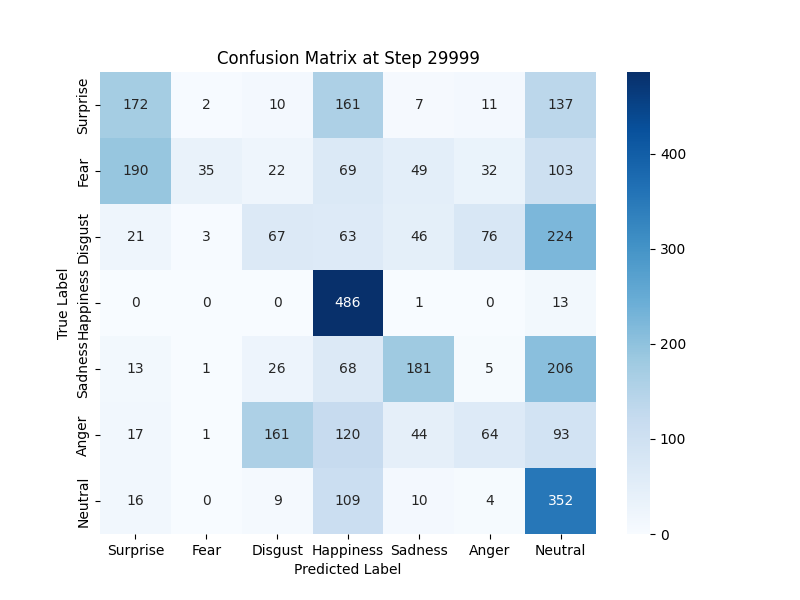 Confusion Matrix at Step 29999
Surprise 172 2 10 161 7 11 137
Fear 190 35 22 69 49 32 103
Disgust 21 3 67 63 46 76 224
Happiness 0 0 0 486 1 0 13
Sadness 13 1 26 68 181 5 206
Anger 17 1 161 120 44 64 93
Neutral 16 0 9 109 10 4 352
Surprise Fear Disgust Happiness Sadness Anger Neutral
Predicted Label
True Label
400
300
200
100
0